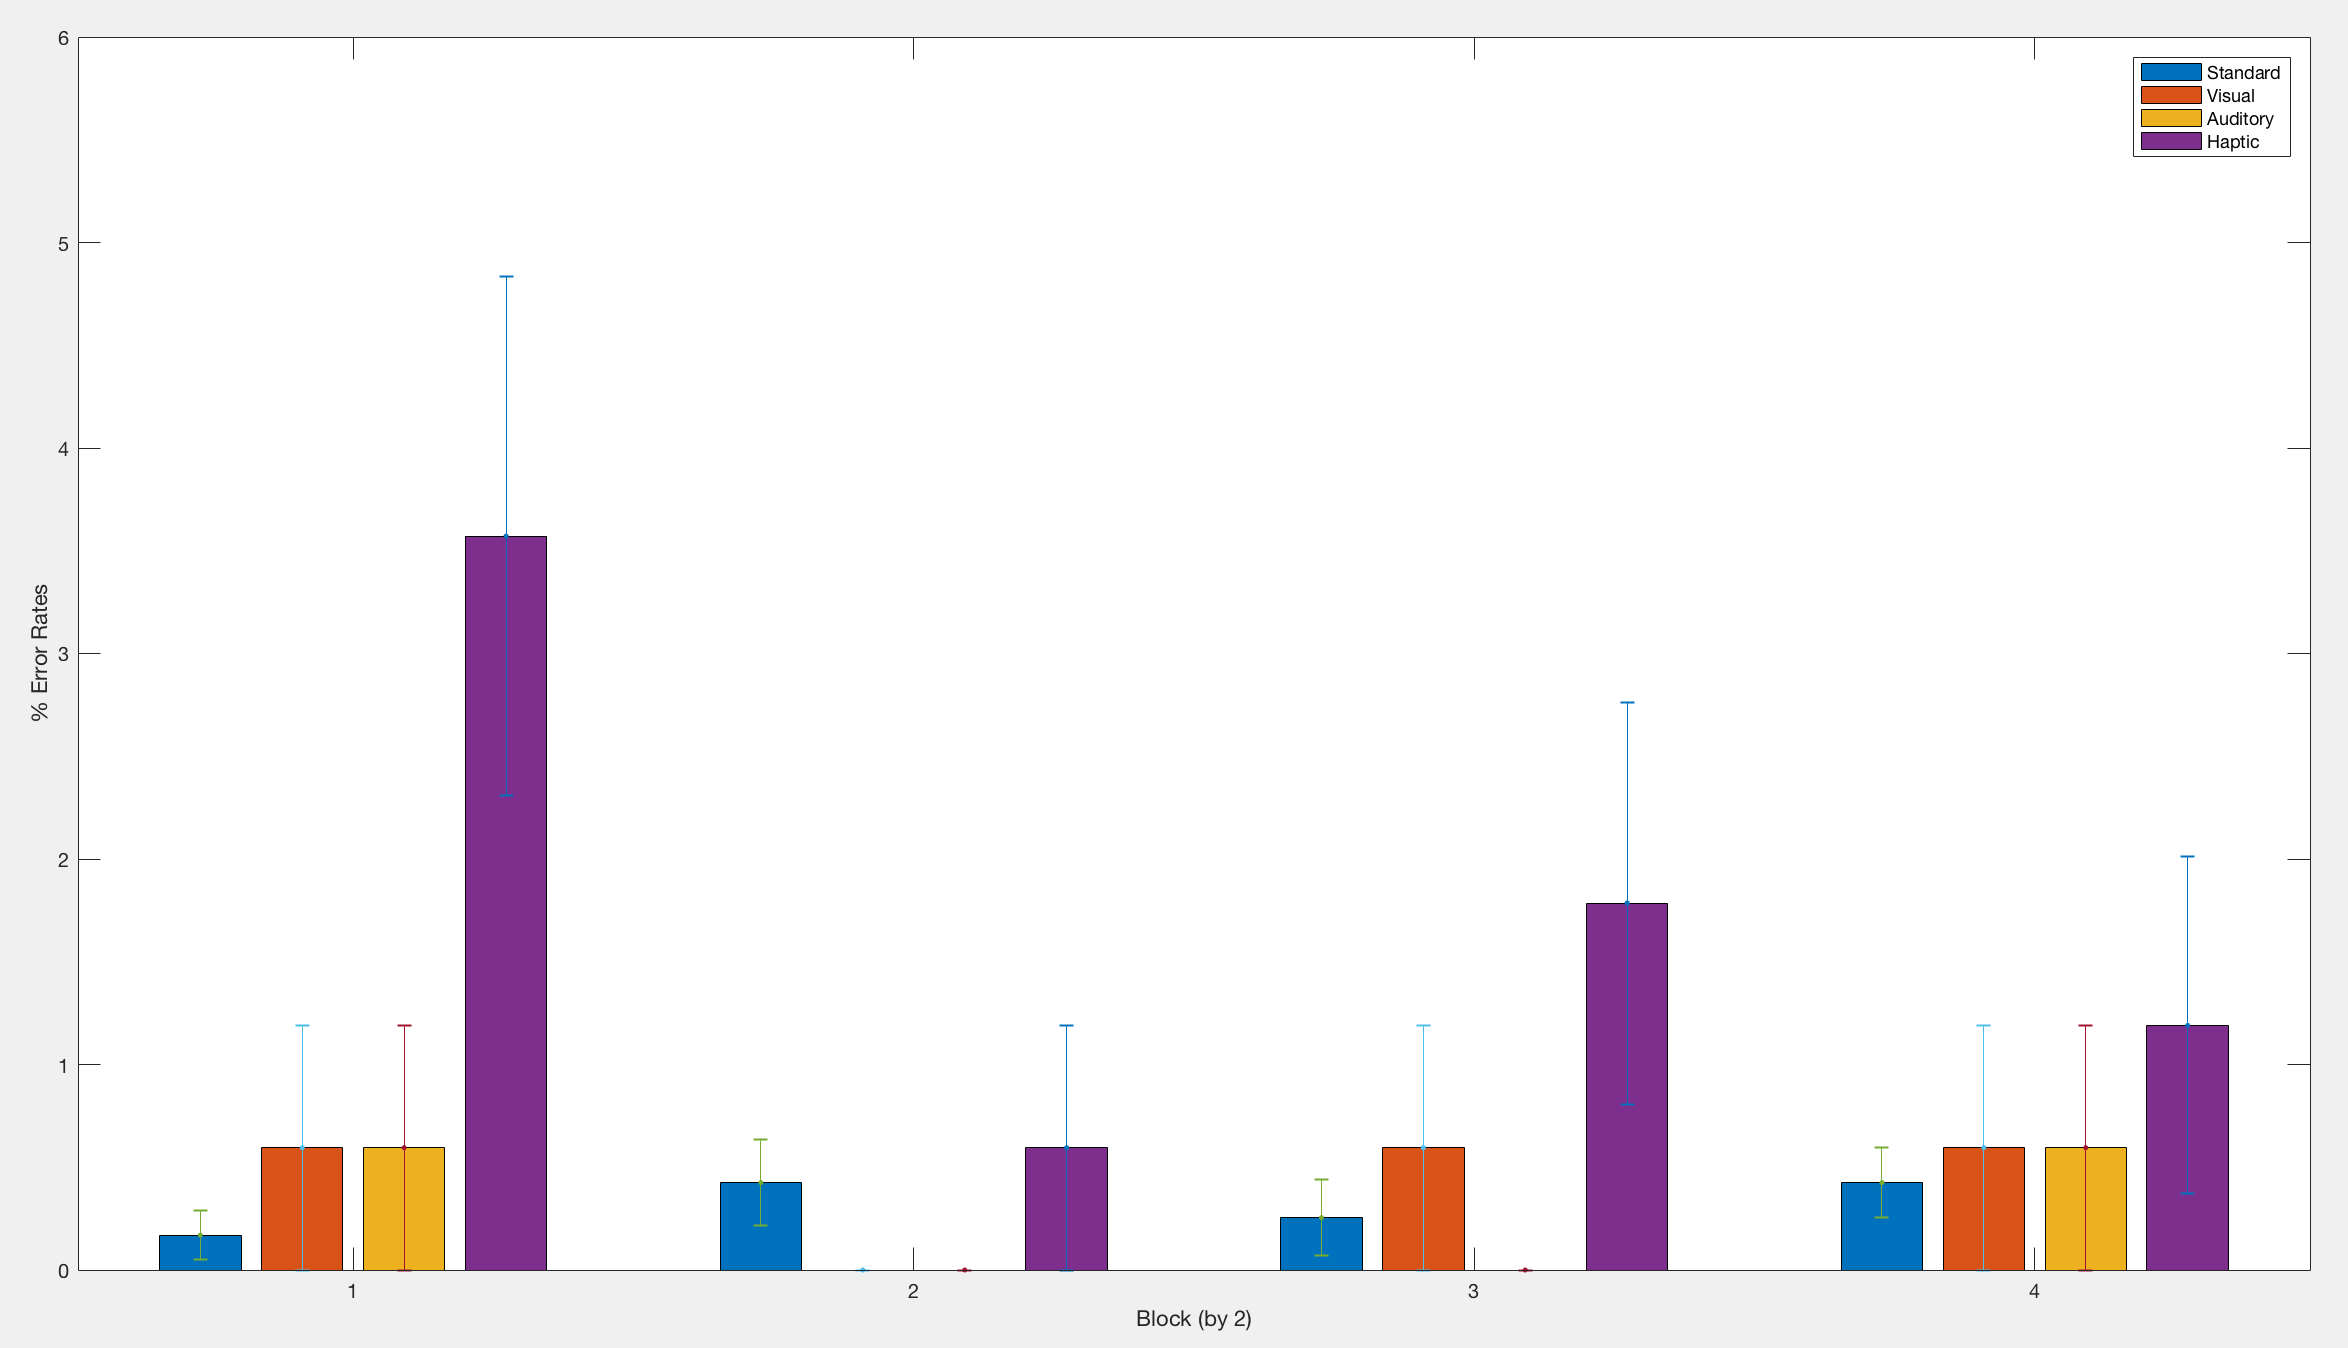 6
5
4
3
2
1
0
% Error Rates
1 2 3 4
Block (by 2)
Standard
Visual
Auditory
Haptic